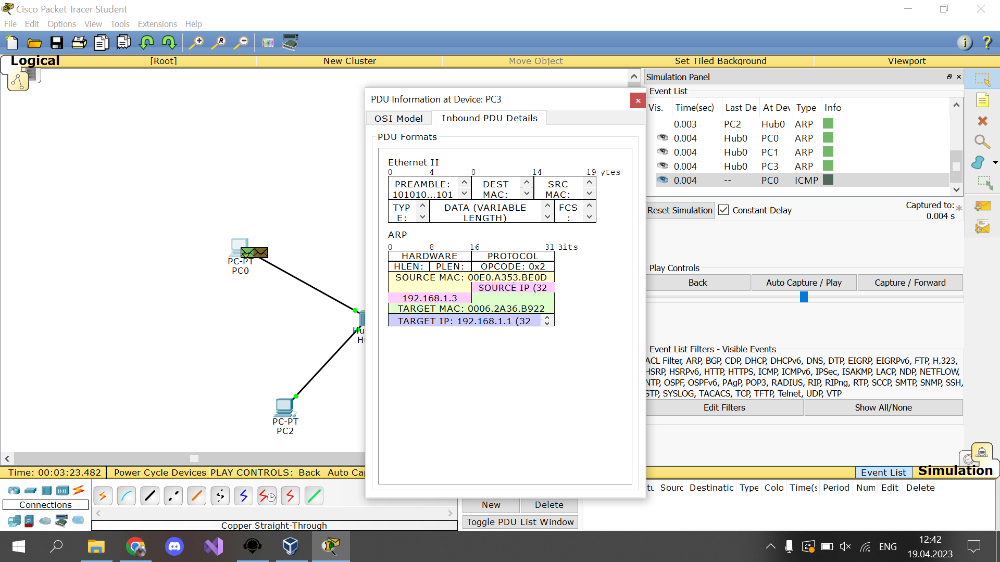 Cisco Packet Tracer Student
File Edit Options View Tools Extensions Help
Logical [Root] New Cluster Move Object Set Tiled Background Viewport
PC-PT
PC0
PC-PT
PC2
PDU Information at Device: PC3
OSI Model Inbound PDU Details
PDU Formats
Ethernet II
0 4 8 14 19 ytes
PREAMBLE: 101010...101
DEST MAC:
SRC MAC:
TYP E:
DATA (VARIABLE LENGTH)
FCS :
ARP
0 8 16 31 Bits
HARDWARE PROTOCOL
HLEN: PLEN: OPCODE: 0x2
SOURCE MAC: 00E0.A353.BE0D
SOURCE IP (32
192.168.1.3
TARGET MAC: 0006.2A36.B922
TARGET IP: 192.168.1.1 (32
Simulation Panel
Event List
Vis. Time(sec) Last De At Dev Type Info
0.003 PC2 Hub0 ARP
0.004 Hub0 PC0 ARP
0.004 Hub0 PC1 ARP
0.004 Hub0 PC3 ARP
0.004 -- PC0 ICMP
Reset Simulation Constant Delay
Captured to: *
0.004 s
Play Controls
Back Auto Capture / Play Capture / Forward
Event List Filters - Visible Events
ACL Filter, ARP, BGP, CDP, DHCP, DHCPv6, DNS, DTP, EIGRP, EIGRPv6, FTP, H.323,
HSRP, HSRPv6, HTTP, HTTPS, ICMP, ICMPv6, IPSec, ISAKMP, LACP, NDP, NETFLOW,
NTP, OSPF, OSPFv6, PAgP, POP3, RADIUS, RIP, RIPng, RTP, SCCP, SMTP, SNMP, SSH,
STP, SYSLOG, TACACS, TCP, TFTP, Telnet, UDP, VTP
Edit Filters Show All/None
Time: 00:03:23.482 Power Cycle Devices PLAY CONTROLS: Back Auto Ca
Event List Simulation
Connections
Copper Straight-Through
New Delete
Toggle PDU List Window
Sourc Destinatio Type Colo Time(s Period Num Edit Delete
ENG
12:42
19.04.2023